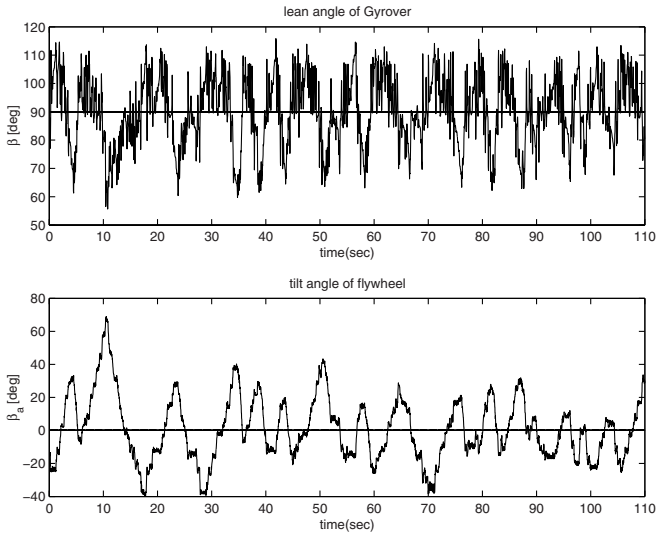 lean angle of Gyrover
120
110
100
90
80
70
60
50
β [deg]
0 10 20 30 40 50 60 70 80 90 100 110
time(sec)
tilt angle of flywheel
80
60
40
20
0
−20
−40
βa [deg]
0 10 20 30 40 50 60 70 80 90 100 110
time(sec)